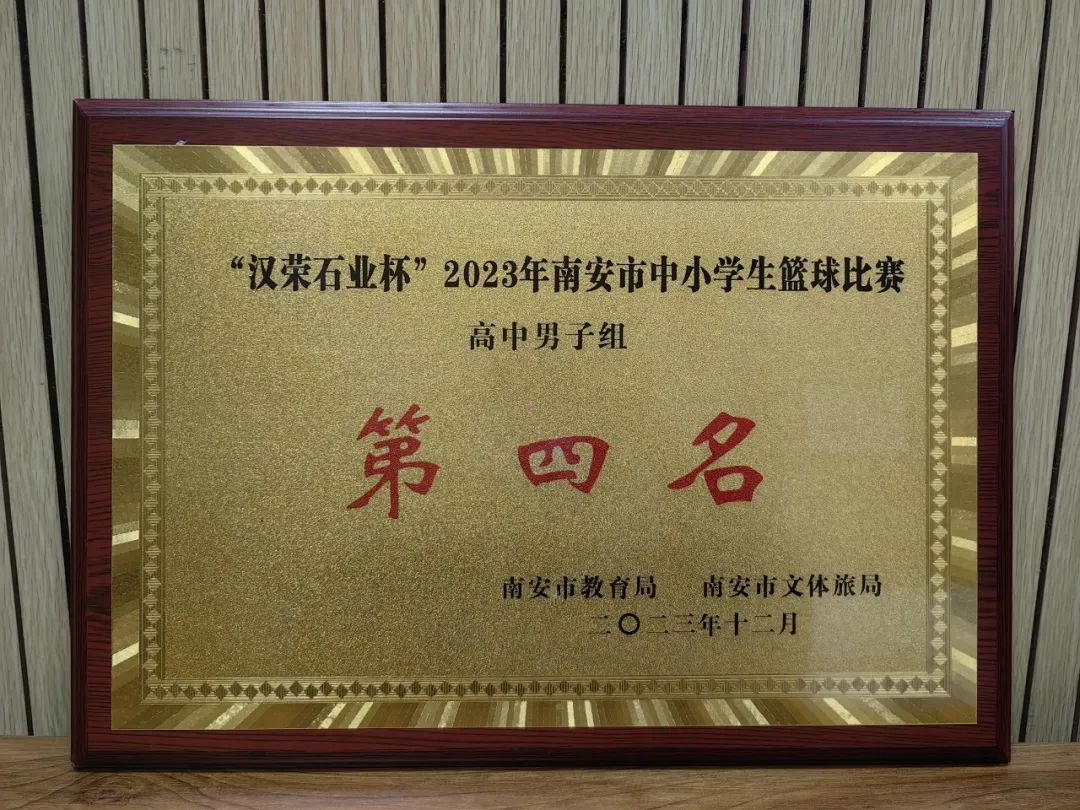 “汉荣石业杯”2023年南安市中小学生篮球比赛
高中男子组
第四名
南安市教育局 南安市文体旅局
二〇二三年十二月